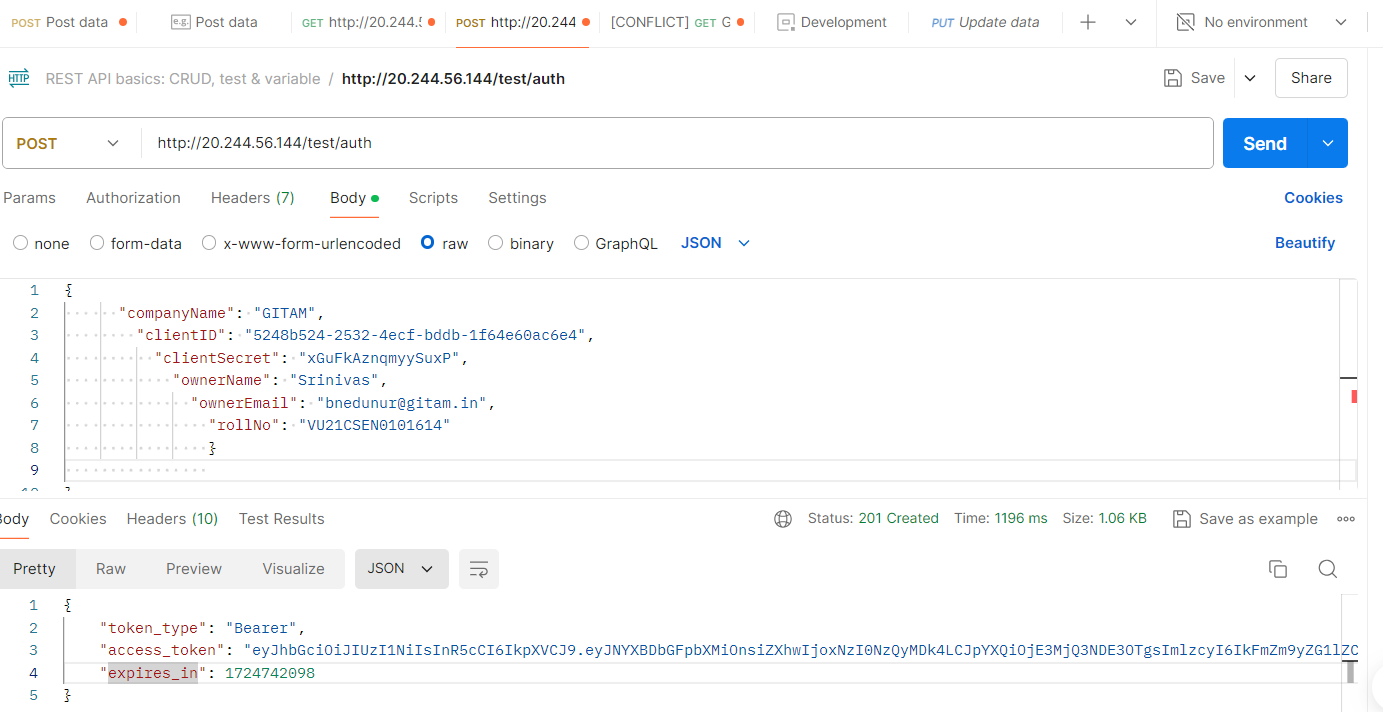 POST Post data
e.g. Post data
GET http://20.244.5
POST http://20.244
[CONFLICT] GET G
Development
PUT Update data
No environment
HTTP REST API basics: CRUD, test & variable / http://20.244.56.144/test/auth
Save
Share
POST
http://20.244.56.144/test/auth
Send
Params Authorization Headers (7) Body Scripts Settings
Cookies
none form-data x-www-form-urlencoded raw binary GraphQL JSON
Beautify
1 {
2 "companyName": "GITAM",
3 "clientID": "5248b524-2532-4ecf-bddb-1f64e60ac6e4",
4 "clientSecret": "xGuFkAznqmyySuxP",
5 "ownerName": "Srinivas",
6 "ownerEmail": "bnedunur@gitam.in",
7 "rollNo": "VU21CSEN0101614"
8 }
9
Body Cookies Headers (10) Test Results
Status: 201 Created Time: 1196 ms Size: 1.06 KB Save as example
Pretty Raw Preview Visualize JSON
1 {
2 "token_type": "Bearer",
3 "access_token": "eyJhbGciOiJIUzI1NiIsInR5cCI6IkpXVCJ9.eyJNYXBDbGFpbXMiOnsiZXhwIjoxNzI0NzQyMDk4LCJpYXQiOjE3MjQ3NDE3OTgsImlzcyI6IkFmZm9yZG1lZC
4 "expires_in": 1724742098
5 }